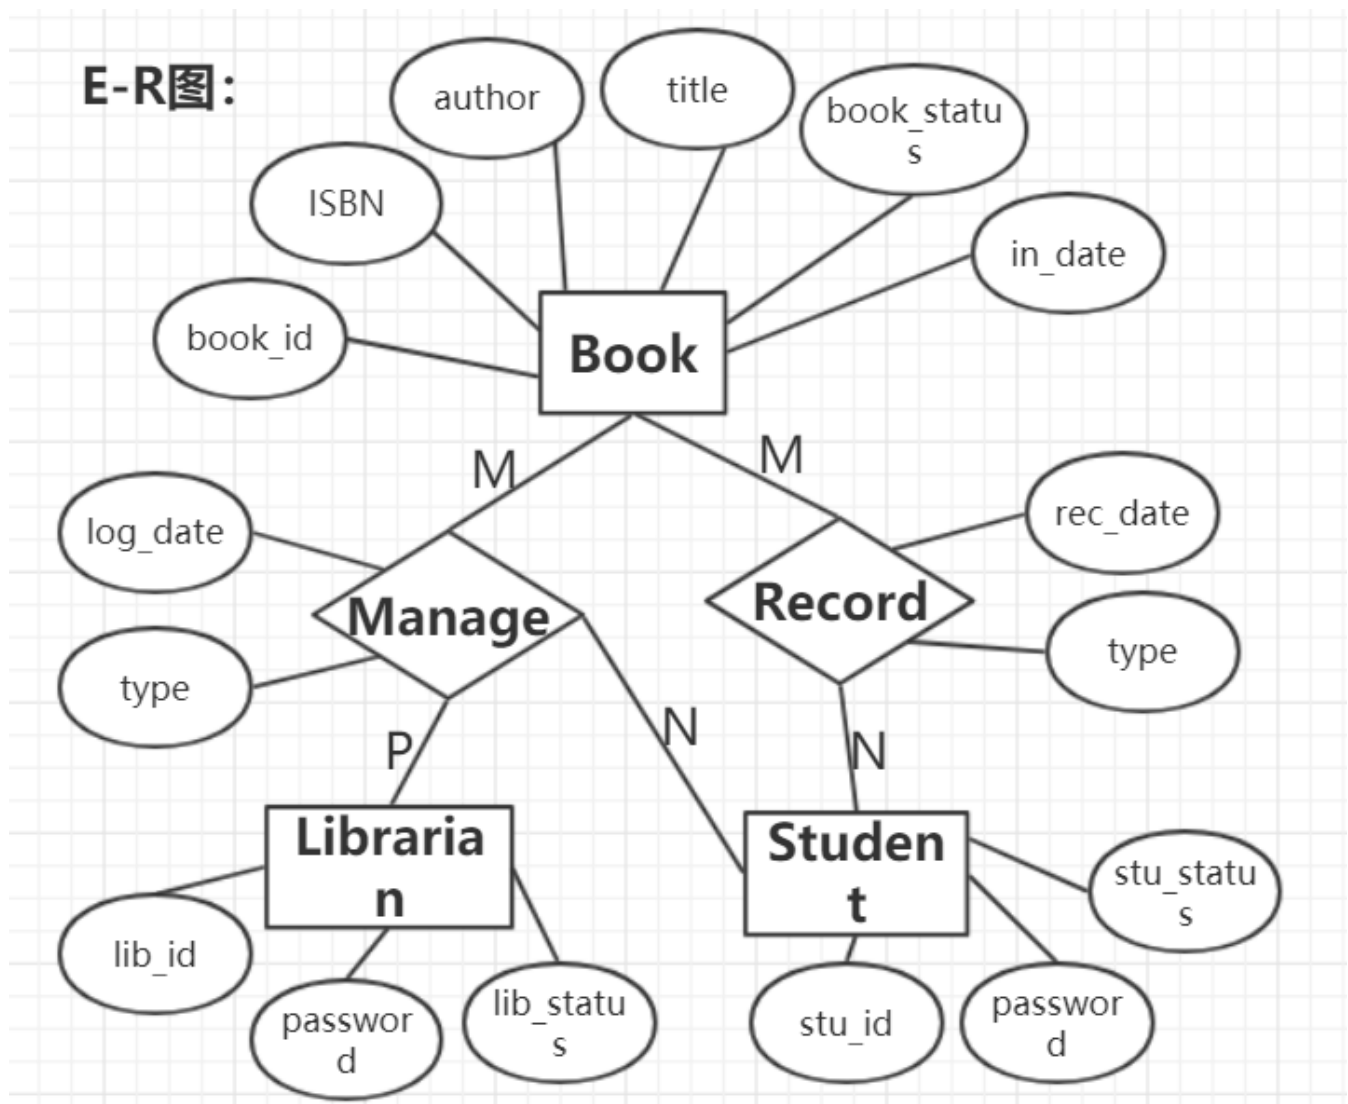 E-R图：
author
title
book_statu
s
ISBN
in_date
book_id
Book
M
M
log_date
rec_date
Manage
Record
type
type
P
N
N
Libraria
n
Studen
t
stu_statu
s
lib_id
passwor
d
lib_statu
s
stu_id
passwor
d